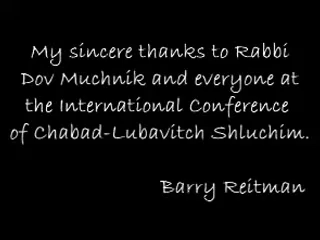 My sincere thanks to Rabbi
Dov Muchnik and everyone at
the International Conference
of Chabad-Lubavitch Shluchim.
Barry Reitman